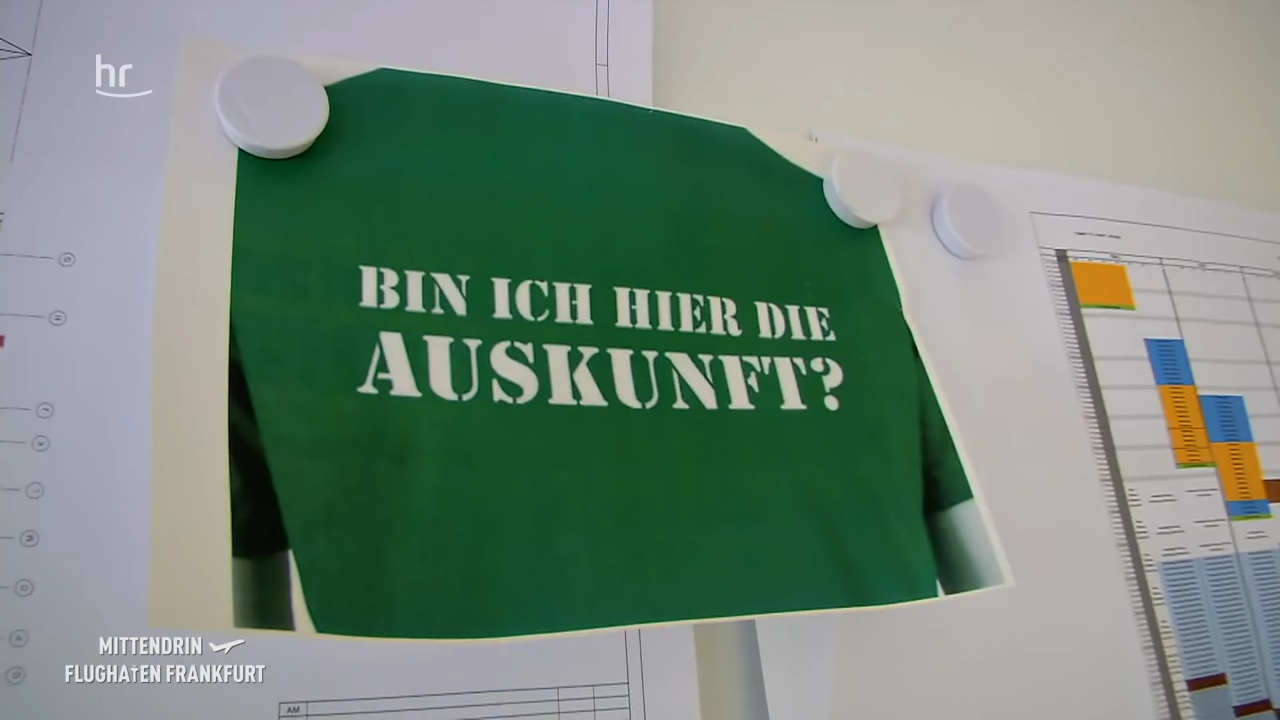 hr
BIN ICH HIER DIE
AUSKUNFT?
MITTENDRIN
FLUGHAFEN FRANKFURT
AM